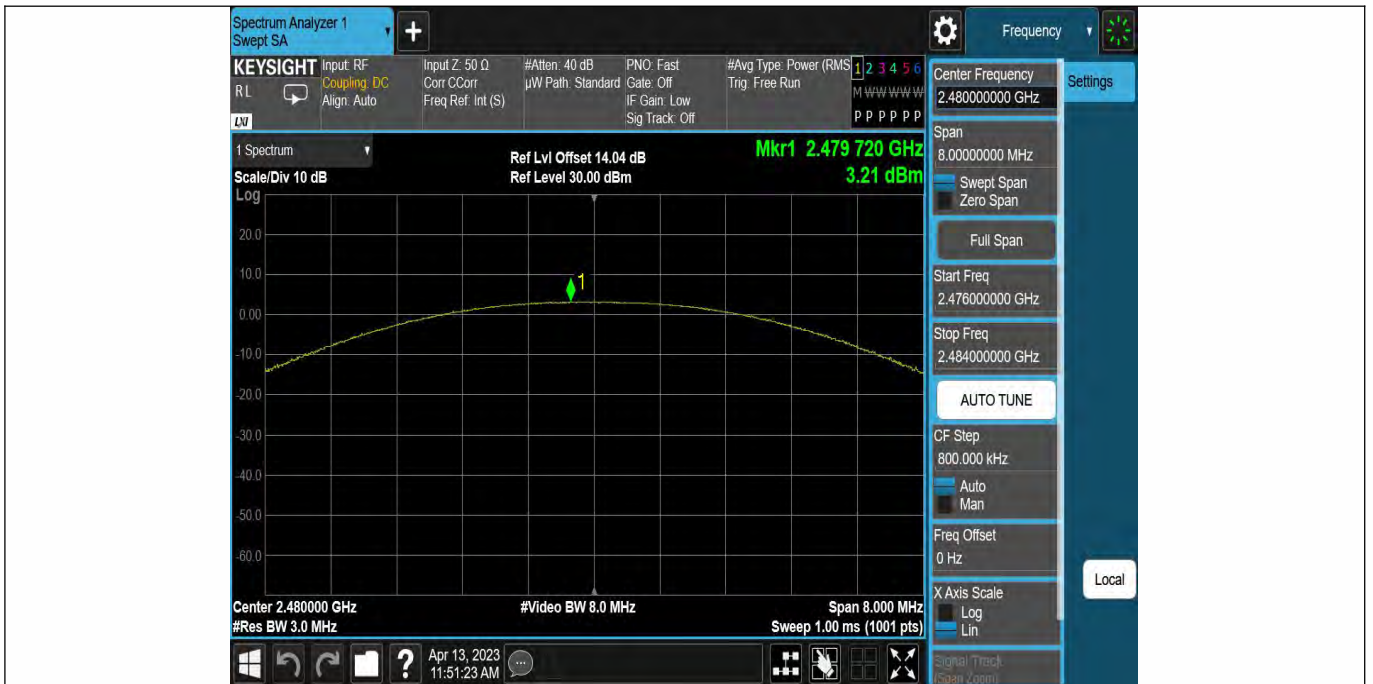 Spectrum Analyzer 1
Swept SA
+
Frequency
KEYSIGHT
RL
LXI
Input: RF
Coupling: DC
Align: Auto
Input Z: 50 Ω
Corr CCorr
Freq Ref: Int (S)
#Atten: 40 dB
µW Path: Standard
PNO: Fast
Gate: Off
IF Gain: Low
Sig Track: Off
#Avg Type: Power (RMS
Trig: Free Run
1 2 3 4 5 6
M W W W W W
P P P P P P
1 Spectrum
Scale/Div 10 dB
Log
Ref Lvl Offset 14.04 dB
Ref Level 30.00 dBm
Mkr1 2.479 720 GHz
3.21 dBm
20.0
10.0
0.00
-10.0
-20.0
-30.0
-40.0
-50.0
-60.0
1
Center 2.480000 GHz
#Res BW 3.0 MHz
#Video BW 8.0 MHz
Span 8.000 MHz
Sweep 1.00 ms (1001 pts)
Center Frequency
2.480000000 GHz
Settings
Span
8.00000000 MHz
Swept Span
Zero Span
Full Span
Start Freq
2.476000000 GHz
Stop Freq
2.484000000 GHz
AUTO TUNE
CF Step
800.000 kHz
Auto
Man
Freq Offset
0 Hz
X Axis Scale
Log
Lin
Signal Track
(Span Zoom)
Local
?
Apr 13, 2023
11:51:23 AM